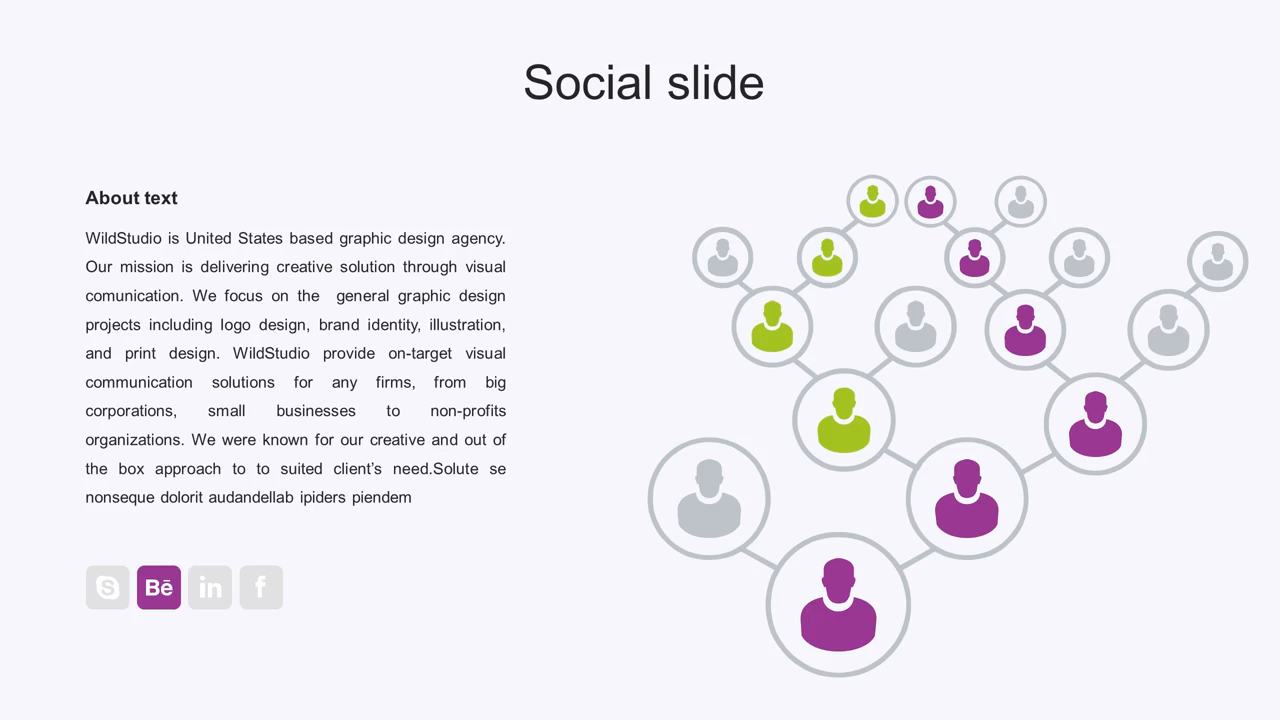 Social slide
About text
WildStudio is United States based graphic design agency.
Our mission is delivering creative solution through visual
comunication. We focus on the general graphic design
projects including logo design, brand identity, illustration,
and print design. WildStudio provide on-target visual
communication solutions for any firms, from big
corporations, small businesses to non-profits
organizations. We were known for our creative and out of
the box approach to to suited client’s need.Solute se
nonseque dolorit audandellab ipiders piendem
S Bē in f